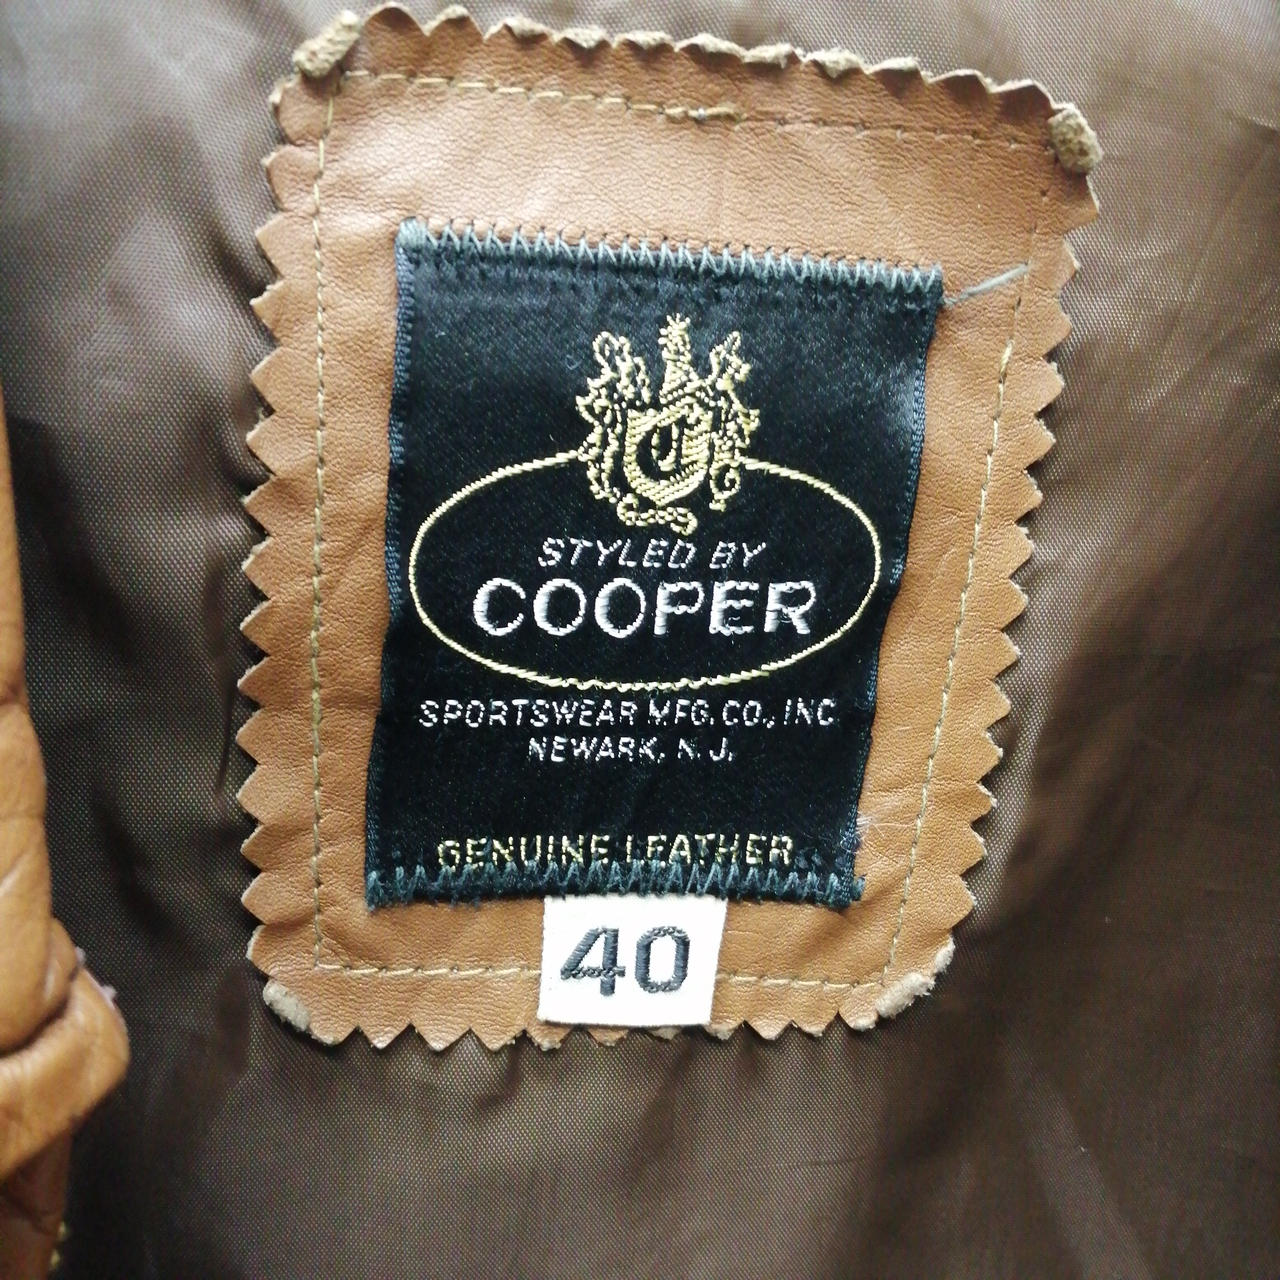 STYLED BY
COOPER
SPORTSWEAR MFG. CO., INC
NEWARK, N. J.
GENUINE LEATHER
40